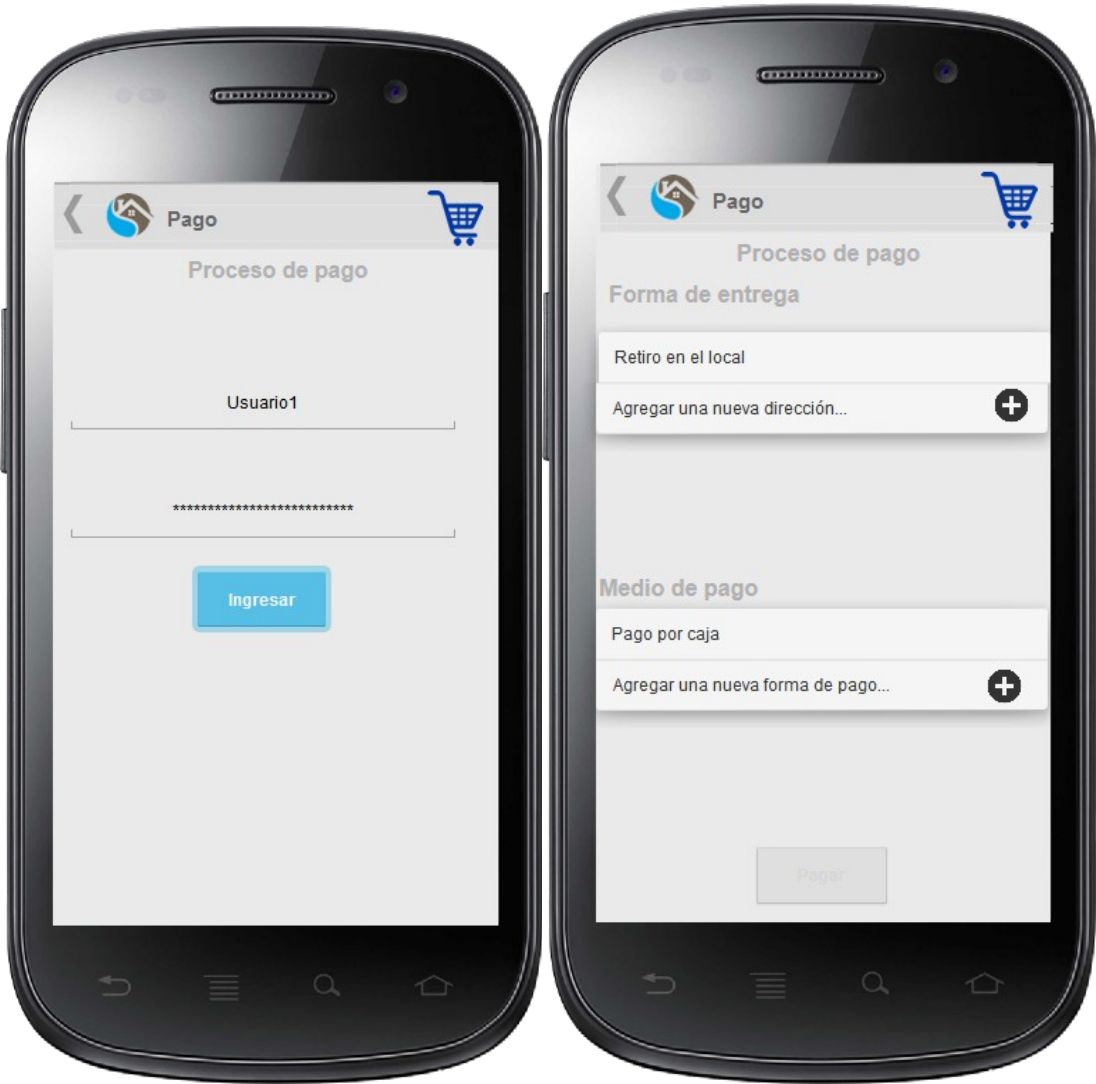 Pago
Proceso de pago
Usuario1
**************************
Ingresar
Pago
Proceso de pago
Forma de entrega
Retiro en el local
Agregar una nueva dirección...
Medio de pago
Pago por caja
Agregar una nueva forma de pago...
Pagar